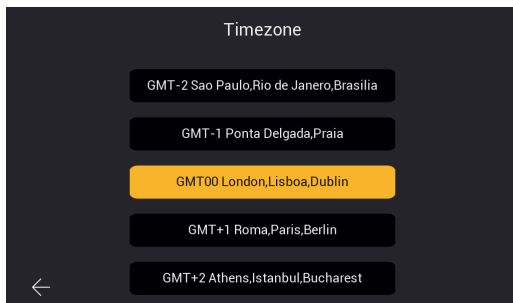 Timezone
GMT-2 Sao Paulo,Rio de Janero,Brasilia
GMT-1 Ponta Delgada,Praia
GMT00 London,Lisboa,Dublin
GMT+1 Roma,Paris,Berlin
GMT+2 Athens,Istanbul,Bucharest